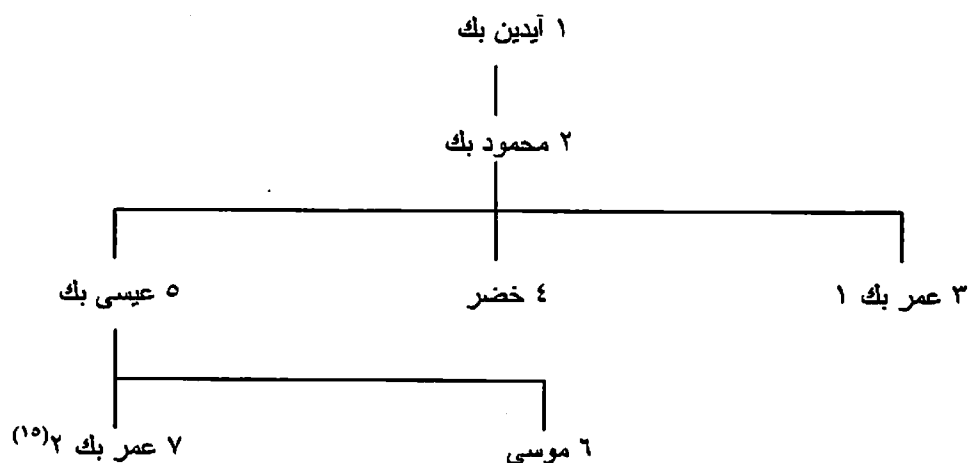 ١ آيدين بك
٢ محمود بك
٣ عمر بك ١
٤ خضر
٥ عيسى بك
٦ موسى
٧ عمر بك ٢(١٥)